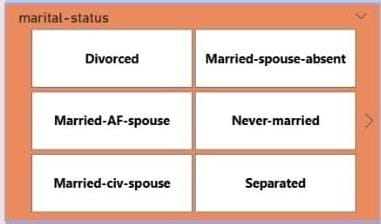 marital-status
Divorced
Married-spouse-absent
Married-AF-spouse
Never-married
Married-civ-spouse
Separated